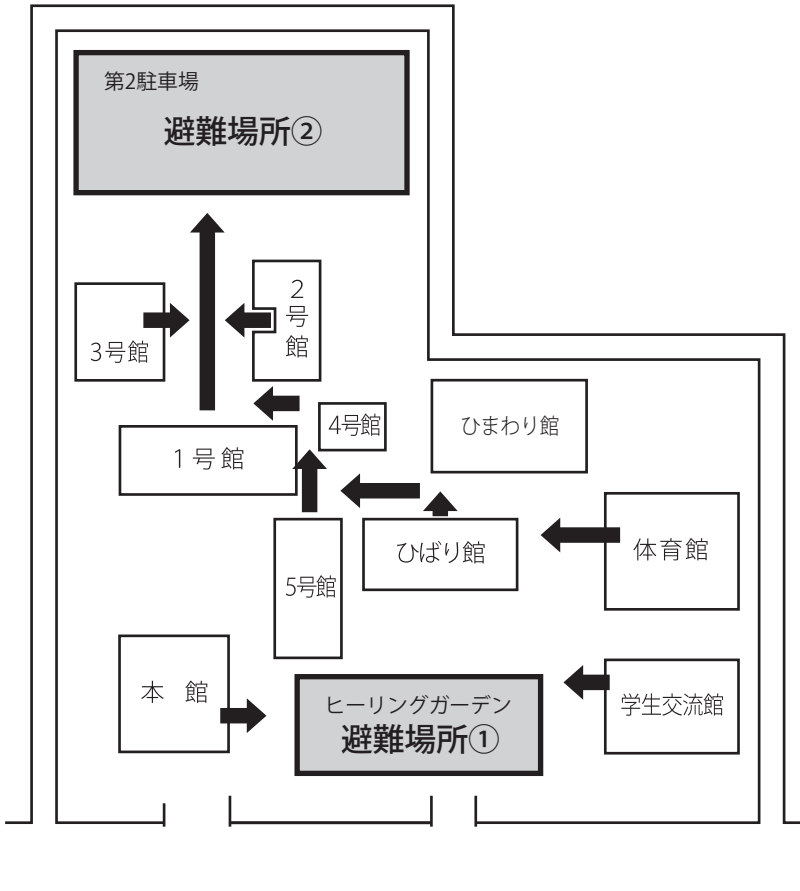 第2駐車場
避難場所②
2号館
3号館
4号館
ひまわり館
1号館
ひばり館
体育館
5号館
本　館
ヒーリングガーデン
避難場所①
学生交流館